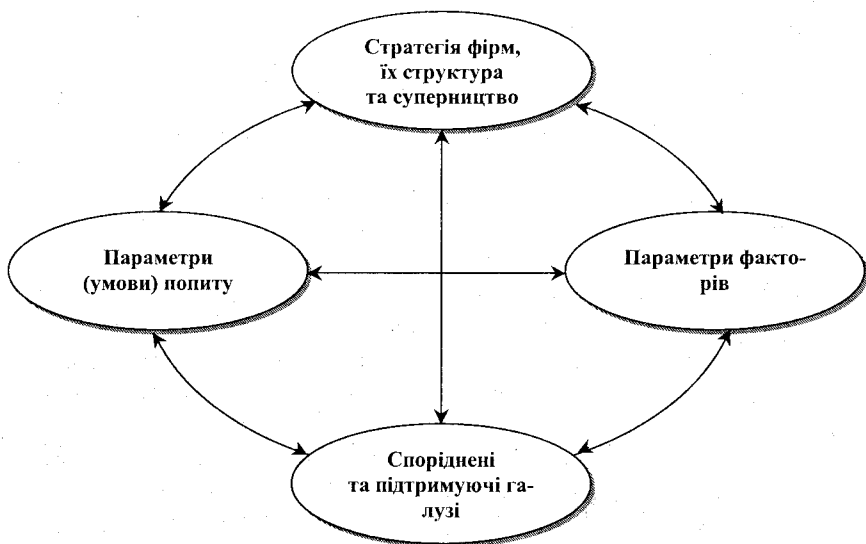 Стратегія фірм,
їх структура
та суперництво
Параметри
(умови) попиту
Параметри факто-
рів
Споріднені
та підтримуючі га-
лузі